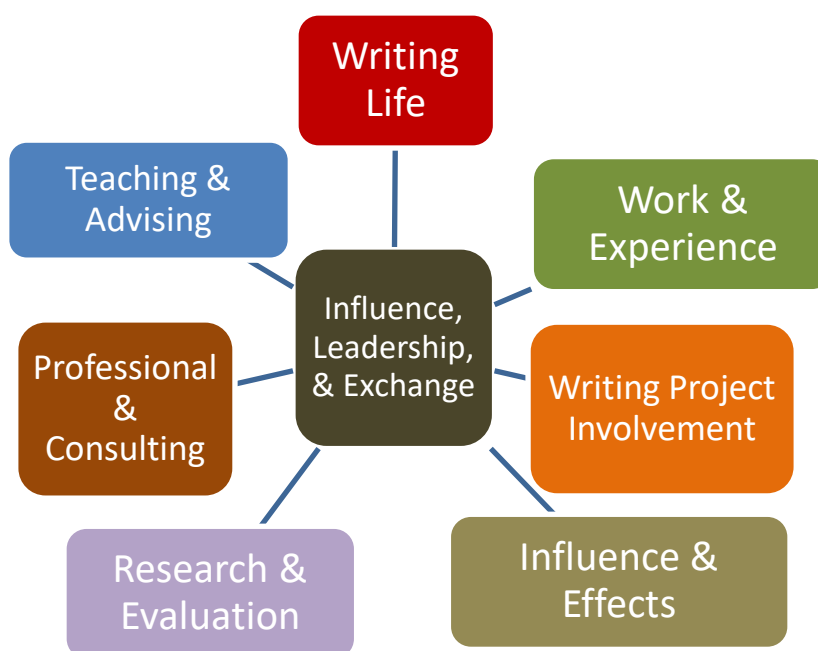 Writing
Life
Teaching &
Advising
Work &
Experience
Influence,
Leadership,
& Exchange
Professional
&
Consulting
Writing Project
Involvement
Research &
Evaluation
Influence &
Effects